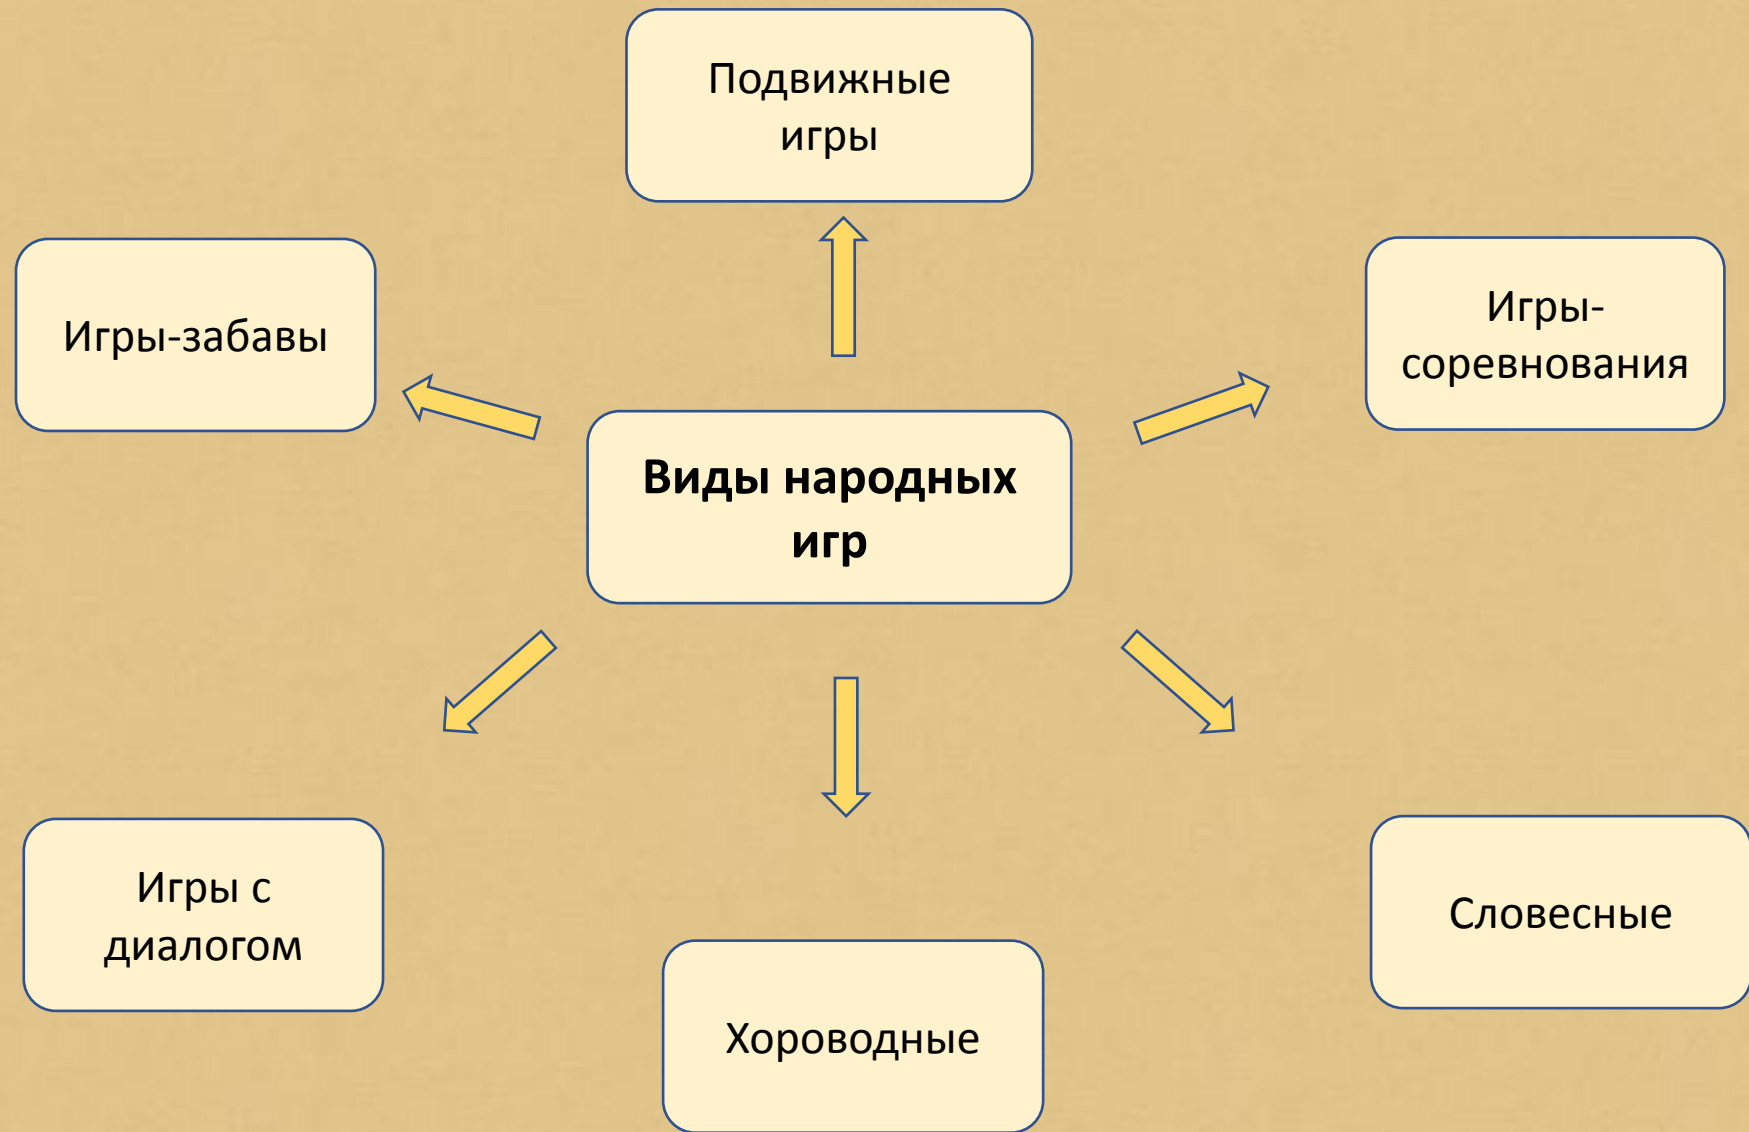 Подвижные
игры
Игры-забавы
Игры-
соревнования
Виды народных
игр
Игры с
диалогом
Словесные
Хороводные